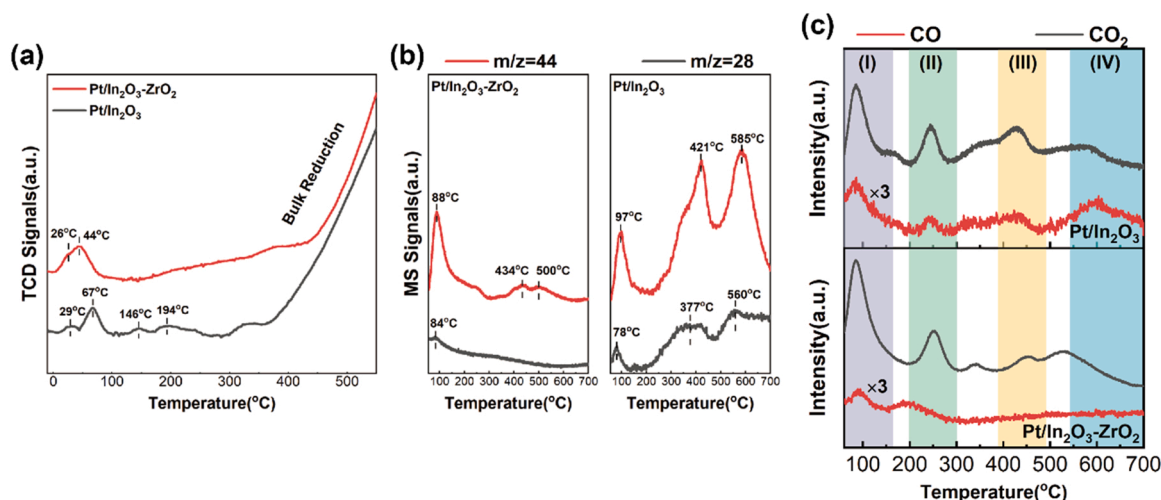 (a)
Pt/In₂O₃-ZrO₂
Pt/In₂O₃
Bulk Reduction
26°C
44°C
29°C
67°C
146°C
194°C
TCD Signals(a.u.)
0 100 200 300 400 500
Temperature(°C)
(b)
m/z=44
m/z=28
Pt/In₂O₃-ZrO₂
88°C
434°C
500°C
84°C
MS Signals(a.u.)
100 200 300 400 500 600 700
Temperature(°C)
Pt/In₂O₃
97°C
421°C
585°C
78°C
377°C
560°C
100 200 300 400 500 600 700
Temperature(°C)
(c)
CO
CO₂
(I) (II) (III) (IV)
×3
Pt/In₂O₃
Intensity(a.u.)
×3
Pt/In₂O₃-ZrO₂
Intensity(a.u.)
100 200 300 400 500 600 700
Temperature(°C)